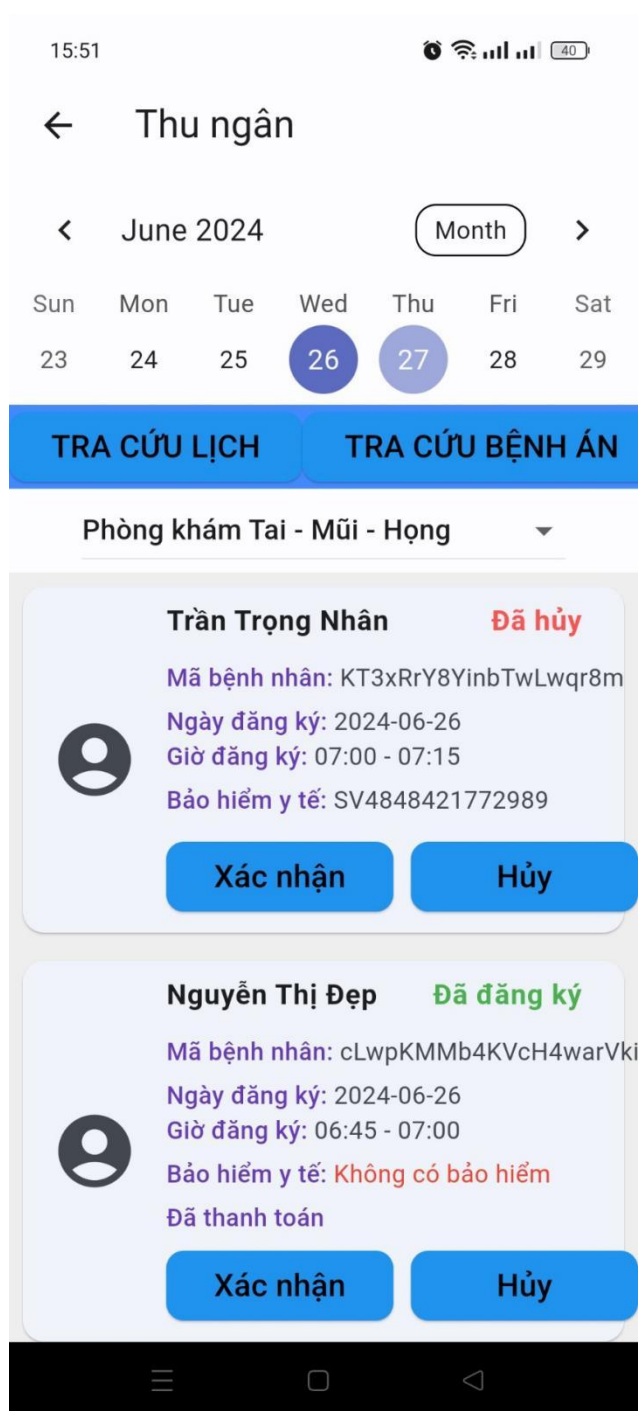 15:51
40
Thu ngân
June 2024
Month
Sun Mon Tue Wed Thu Fri Sat
23 24 25 26 27 28 29
TRA CỨU LỊCH TRA CỨU BỆNH ÁN
Phòng khám Tai - Mũi - Họng
Trần Trọng Nhân Đã hủy
Mã bệnh nhân: KT3xRrY8YinbTwLwqr8m
Ngày đăng ký: 2024-06-26
Giờ đăng ký: 07:00 - 07:15
Bảo hiểm y tế: SV4848421772989
Xác nhận Hủy
Nguyễn Thị Đẹp Đã đăng ký
Mã bệnh nhân: cLwpKMMb4KVcH4warVki
Ngày đăng ký: 2024-06-26
Giờ đăng ký: 06:45 - 07:00
Bảo hiểm y tế: Không có bảo hiểm
Đã thanh toán
Xác nhận Hủy